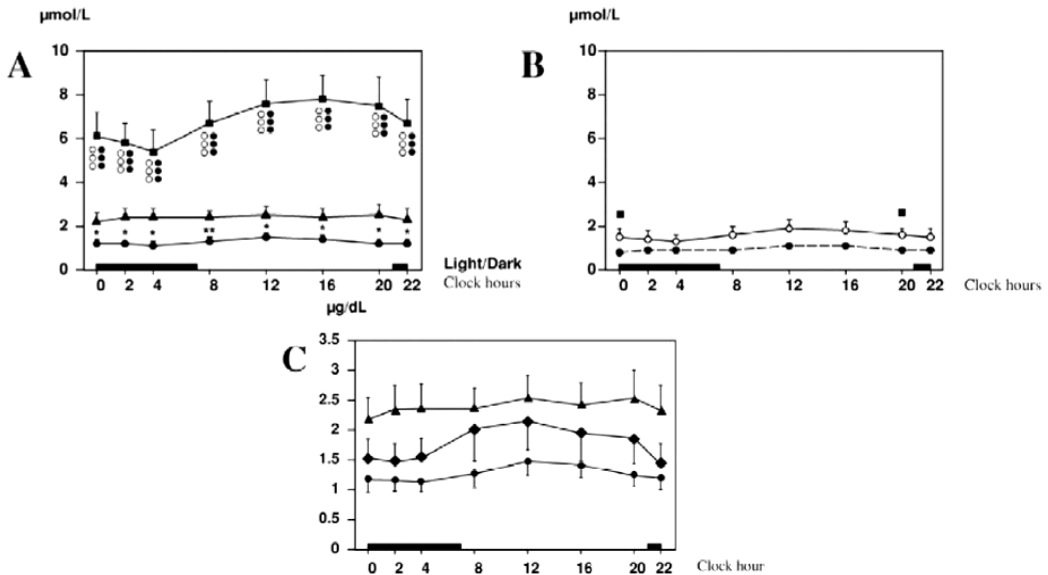 µmol/L
µmol/L
A
10
8
6
4
2
0
* * * ** * * * *
0 2 4 8 12 16 20 22
Light/Dark
Clock hours
B
10
8
6
4
2
0
0 2 4 8 12 16 20 22
Clock hours
µg/dL
C
3.5
3
2.5
2
1.5
1
0.5
0
0 2 4 8 12 16 20 22
Clock hour